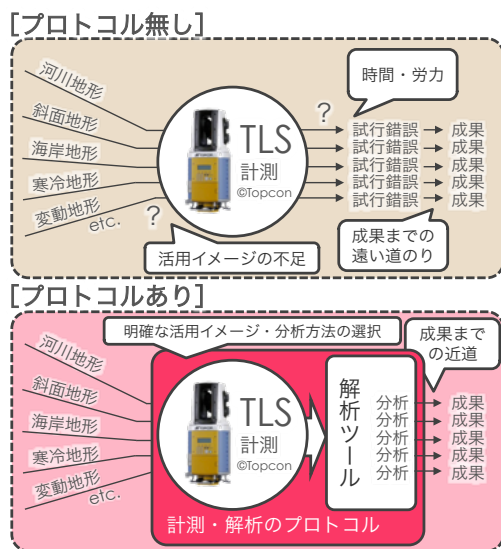 [プロトコル無し]
河川地形
斜面地形
海岸地形
寒冷地形
変動地形
etc.
?
TLS
計測
©Topcon
?
時間・労力
試行錯誤 成果
試行錯誤 成果
試行錯誤 成果
試行錯誤 成果
試行錯誤 成果
活用イメージの不足
成果までの
遠い道のり
[プロトコルあり]
明確な活用イメージ・分析方法の選択
成果まで
の近道
河川地形
斜面地形
海岸地形
寒冷地形
変動地形
etc.
TLS
計測
©Topcon
解析ツール
分析 成果
分析 成果
分析 成果
分析 成果
分析 成果
計測・解析のプロトコル